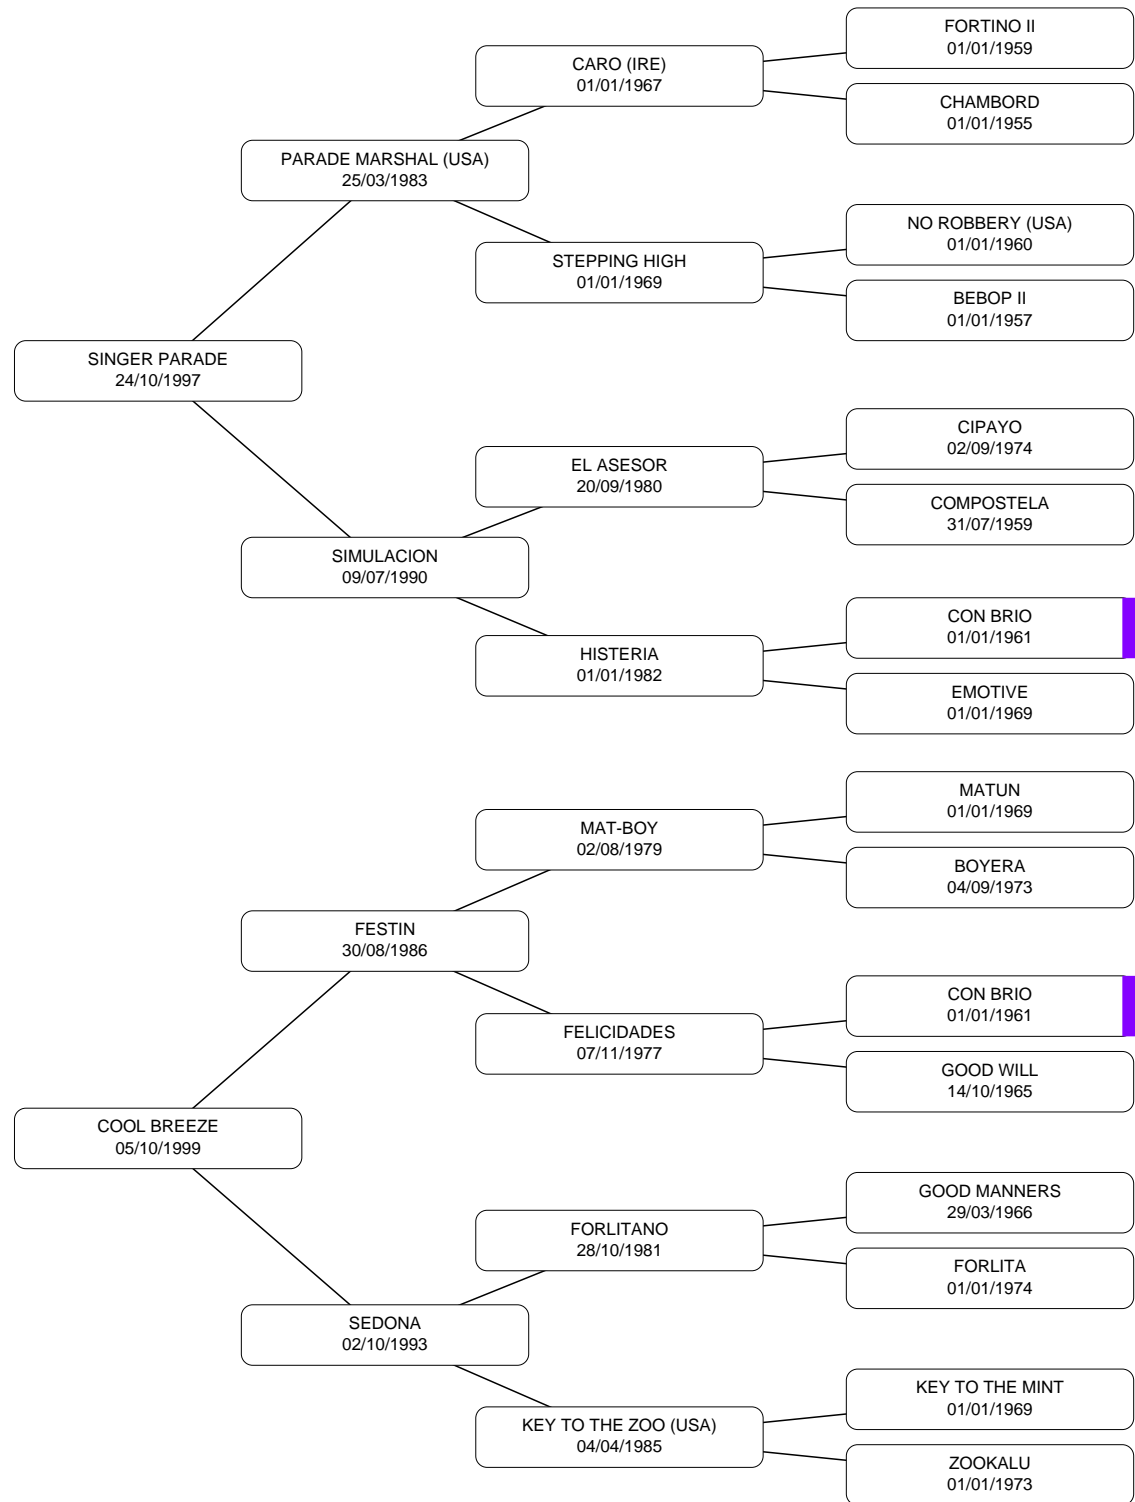 FORTINO II
01/01/1959
CARO (IRE)
01/01/1967
CHAMBORD
01/01/1955
PARADE MARSHAL (USA)
25/03/1983
NO ROBBERY (USA)
01/01/1960
STEPPING HIGH
01/01/1969
BEBOP II
01/01/1957
SINGER PARADE
24/10/1997
CIPAYO
02/09/1974
EL ASESOR
20/09/1980
COMPOSTELA
31/07/1959
SIMULACION
09/07/1990
CON BRIO
01/01/1961
HISTERIA
01/01/1982
EMOTIVE
01/01/1969
MATUN
01/01/1969
MAT-BOY
02/08/1979
BOYERA
04/09/1973
FESTIN
30/08/1986
CON BRIO
01/01/1961
FELICIDADES
07/11/1977
GOOD WILL
14/10/1965
COOL BREEZE
05/10/1999
GOOD MANNERS
29/03/1966
FORLITANO
28/10/1981
FORLITA
01/01/1974
SEDONA
02/10/1993
KEY TO THE MINT
01/01/1969
KEY TO THE ZOO (USA)
04/04/1985
ZOOKALU
01/01/1973